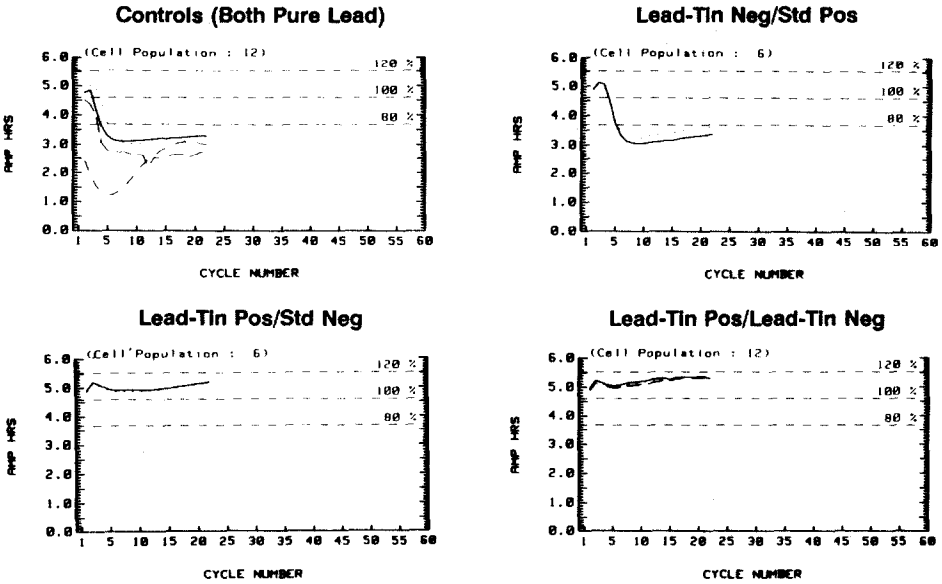 Controls (Both Pure Lead)
(Cell Population : 12)
120 %
100 %
80 %
6.0
5.0
4.0
3.0
2.0
1.0
0.0
AMP HRS
1 5 10 15 20 25 30 35 40 45 50 55 60
CYCLE NUMBER
Lead-Tin Neg/Std Pos
(Cell Population : 6)
120 %
100 %
80 %
6.0
5.0
4.0
3.0
2.0
1.0
0.0
AMP HRS
1 5 10 15 20 25 30 35 40 45 50 55 60
CYCLE NUMBER
Lead-Tin Pos/Std Neg
(Cell Population : 6)
120 %
100 %
80 %
6.0
5.0
4.0
3.0
2.0
1.0
0.0
AMP HRS
1 5 10 15 20 25 30 35 40 45 50 55 60
CYCLE NUMBER
Lead-Tin Pos/Lead-Tin Neg
(Cell Population : 12)
120 %
100 %
80 %
6.0
5.0
4.0
3.0
2.0
1.0
0.0
AMP HRS
1 5 10 15 20 25 30 35 40 45 50 55 60
CYCLE NUMBER